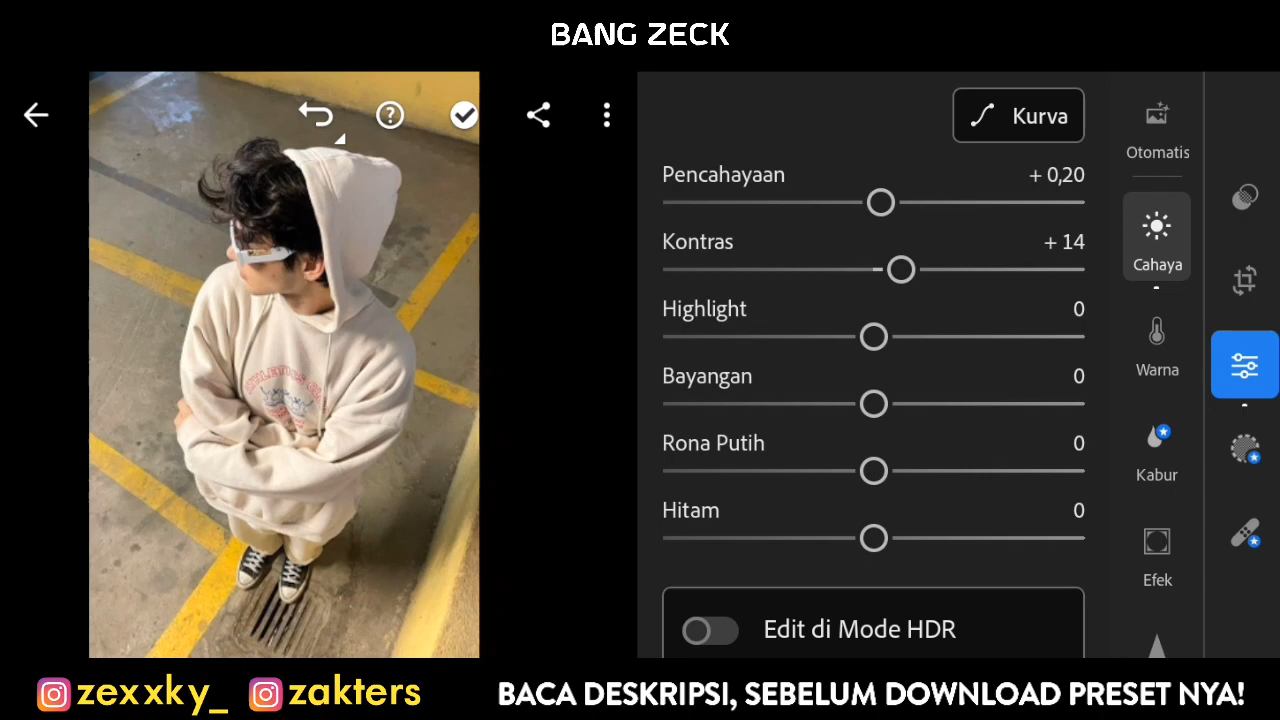 BANG ZECK
Kurva
Pencahayaan + 0,20
Kontras + 14
Highlight 0
Bayangan 0
Rona Putih 0
Hitam 0
Edit di Mode HDR
Otomatis
Cahaya
Warna
Kabur
Efek
zexxky_ zakters
BACA DESKRIPSI, SEBELUM DOWNLOAD PRESET NYA!